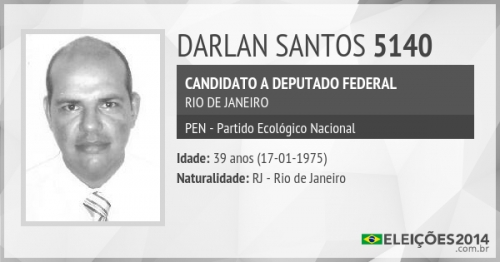 DARLAN SANTOS 5140
CANDIDATO A DEPUTADO FEDERAL
RIO DE JANEIRO
PEN - Partido Ecológico Nacional
Idade: 39 anos (17-01-1975)
Naturalidade: RJ - Rio de Janeiro
ELEIÇÕES2014
.com.br